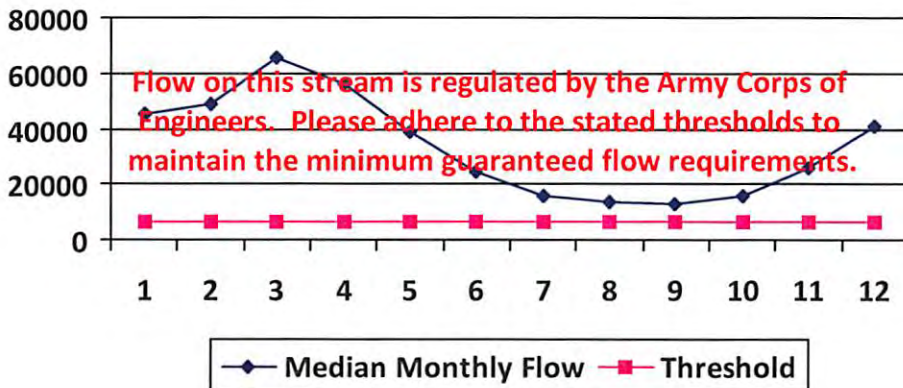 80000
60000
40000
20000
0
Flow on this stream is regulated by the Army Corps of
Engineers. Please adhere to the stated thresholds to
maintain the minimum guaranteed flow requirements.
1 2 3 4 5 6 7 8 9 10 11 12
Median Monthly Flow Threshold